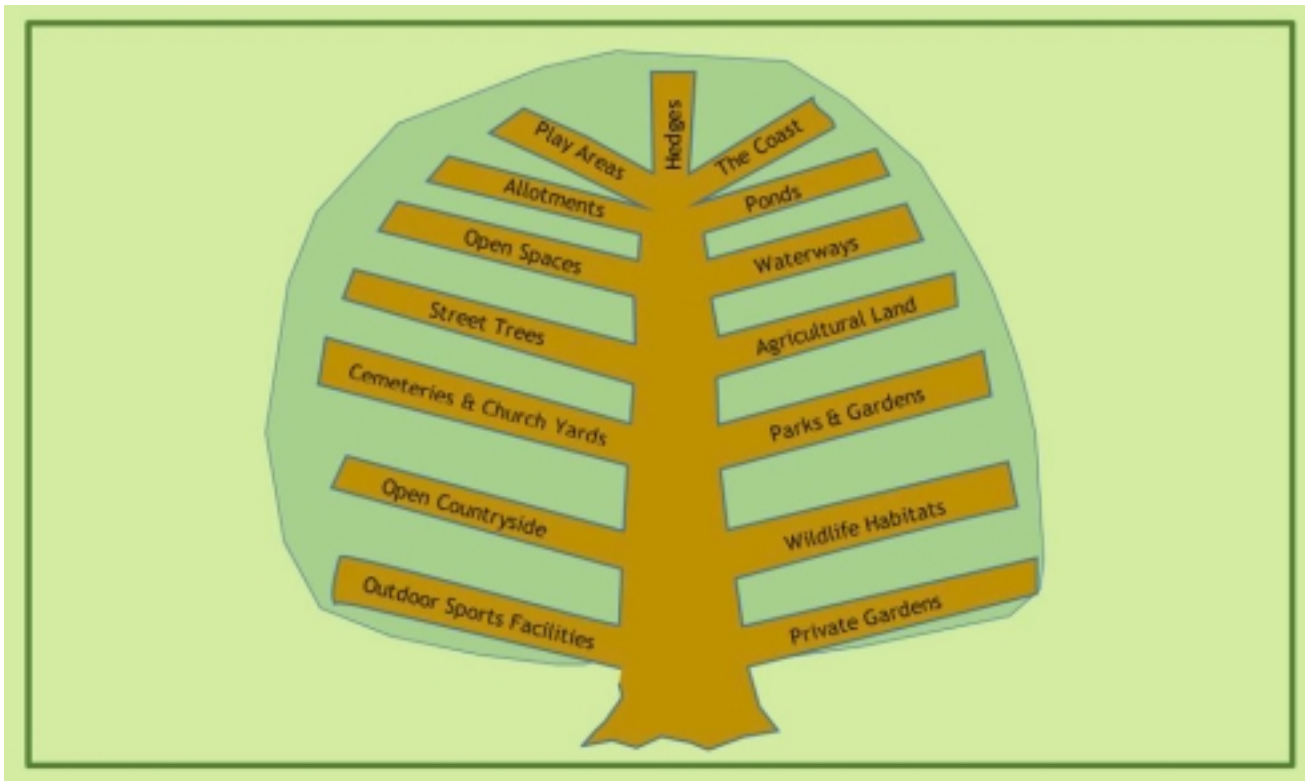 Hedges
Play Areas
The Coast
Allotments
Ponds
Open Spaces
Waterways
Street Trees
Agricultural Land
Cemeteries & Church Yards
Parks & Gardens
Open Countryside
Wildlife Habitats
Outdoor Sports Facilities
Private Gardens